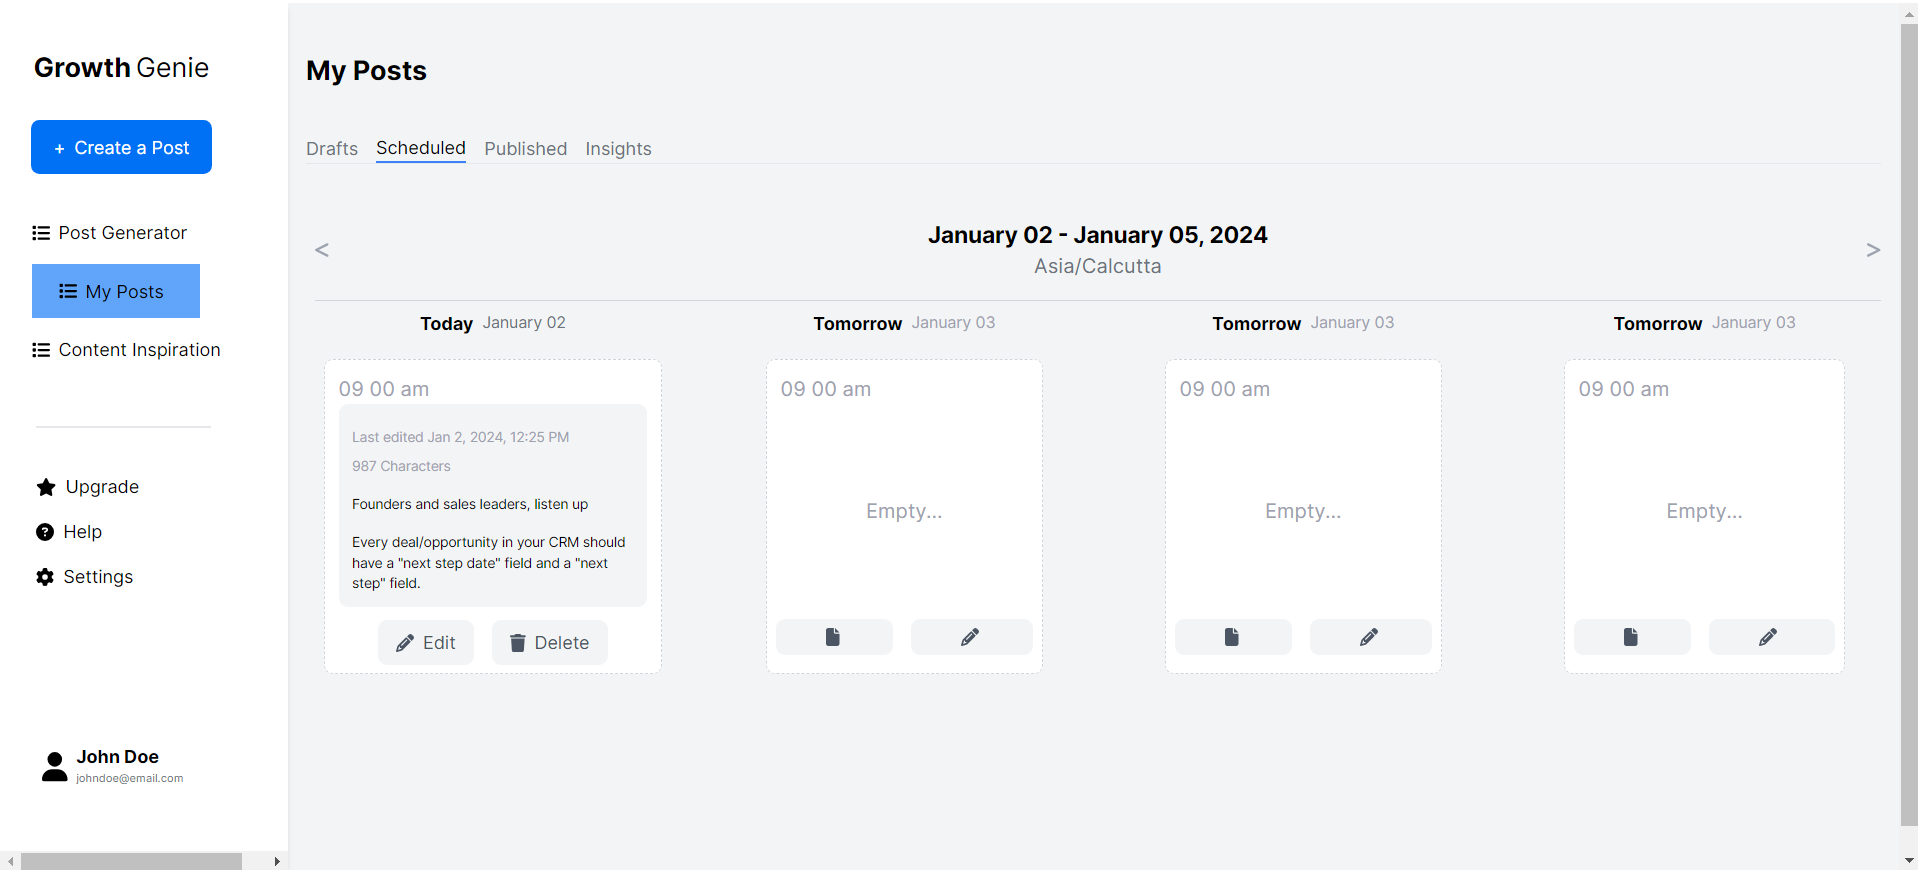 Growth Genie
+ Create a Post
Post Generator
My Posts
Content Inspiration
Upgrade
Help
Settings
John Doe
johndoe@email.com
My Posts
Drafts Scheduled Published Insights
< January 02 - January 05, 2024 >
Asia/Calcutta
Today January 02
09 00 am
Last edited Jan 2, 2024, 12:25 PM
987 Characters
Founders and sales leaders, listen up
Every deal/opportunity in your CRM should
have a "next step date" field and a "next
step" field.
Edit Delete
Tomorrow January 03
09 00 am
Empty...
Tomorrow January 03
09 00 am
Empty...
Tomorrow January 03
09 00 am
Empty...